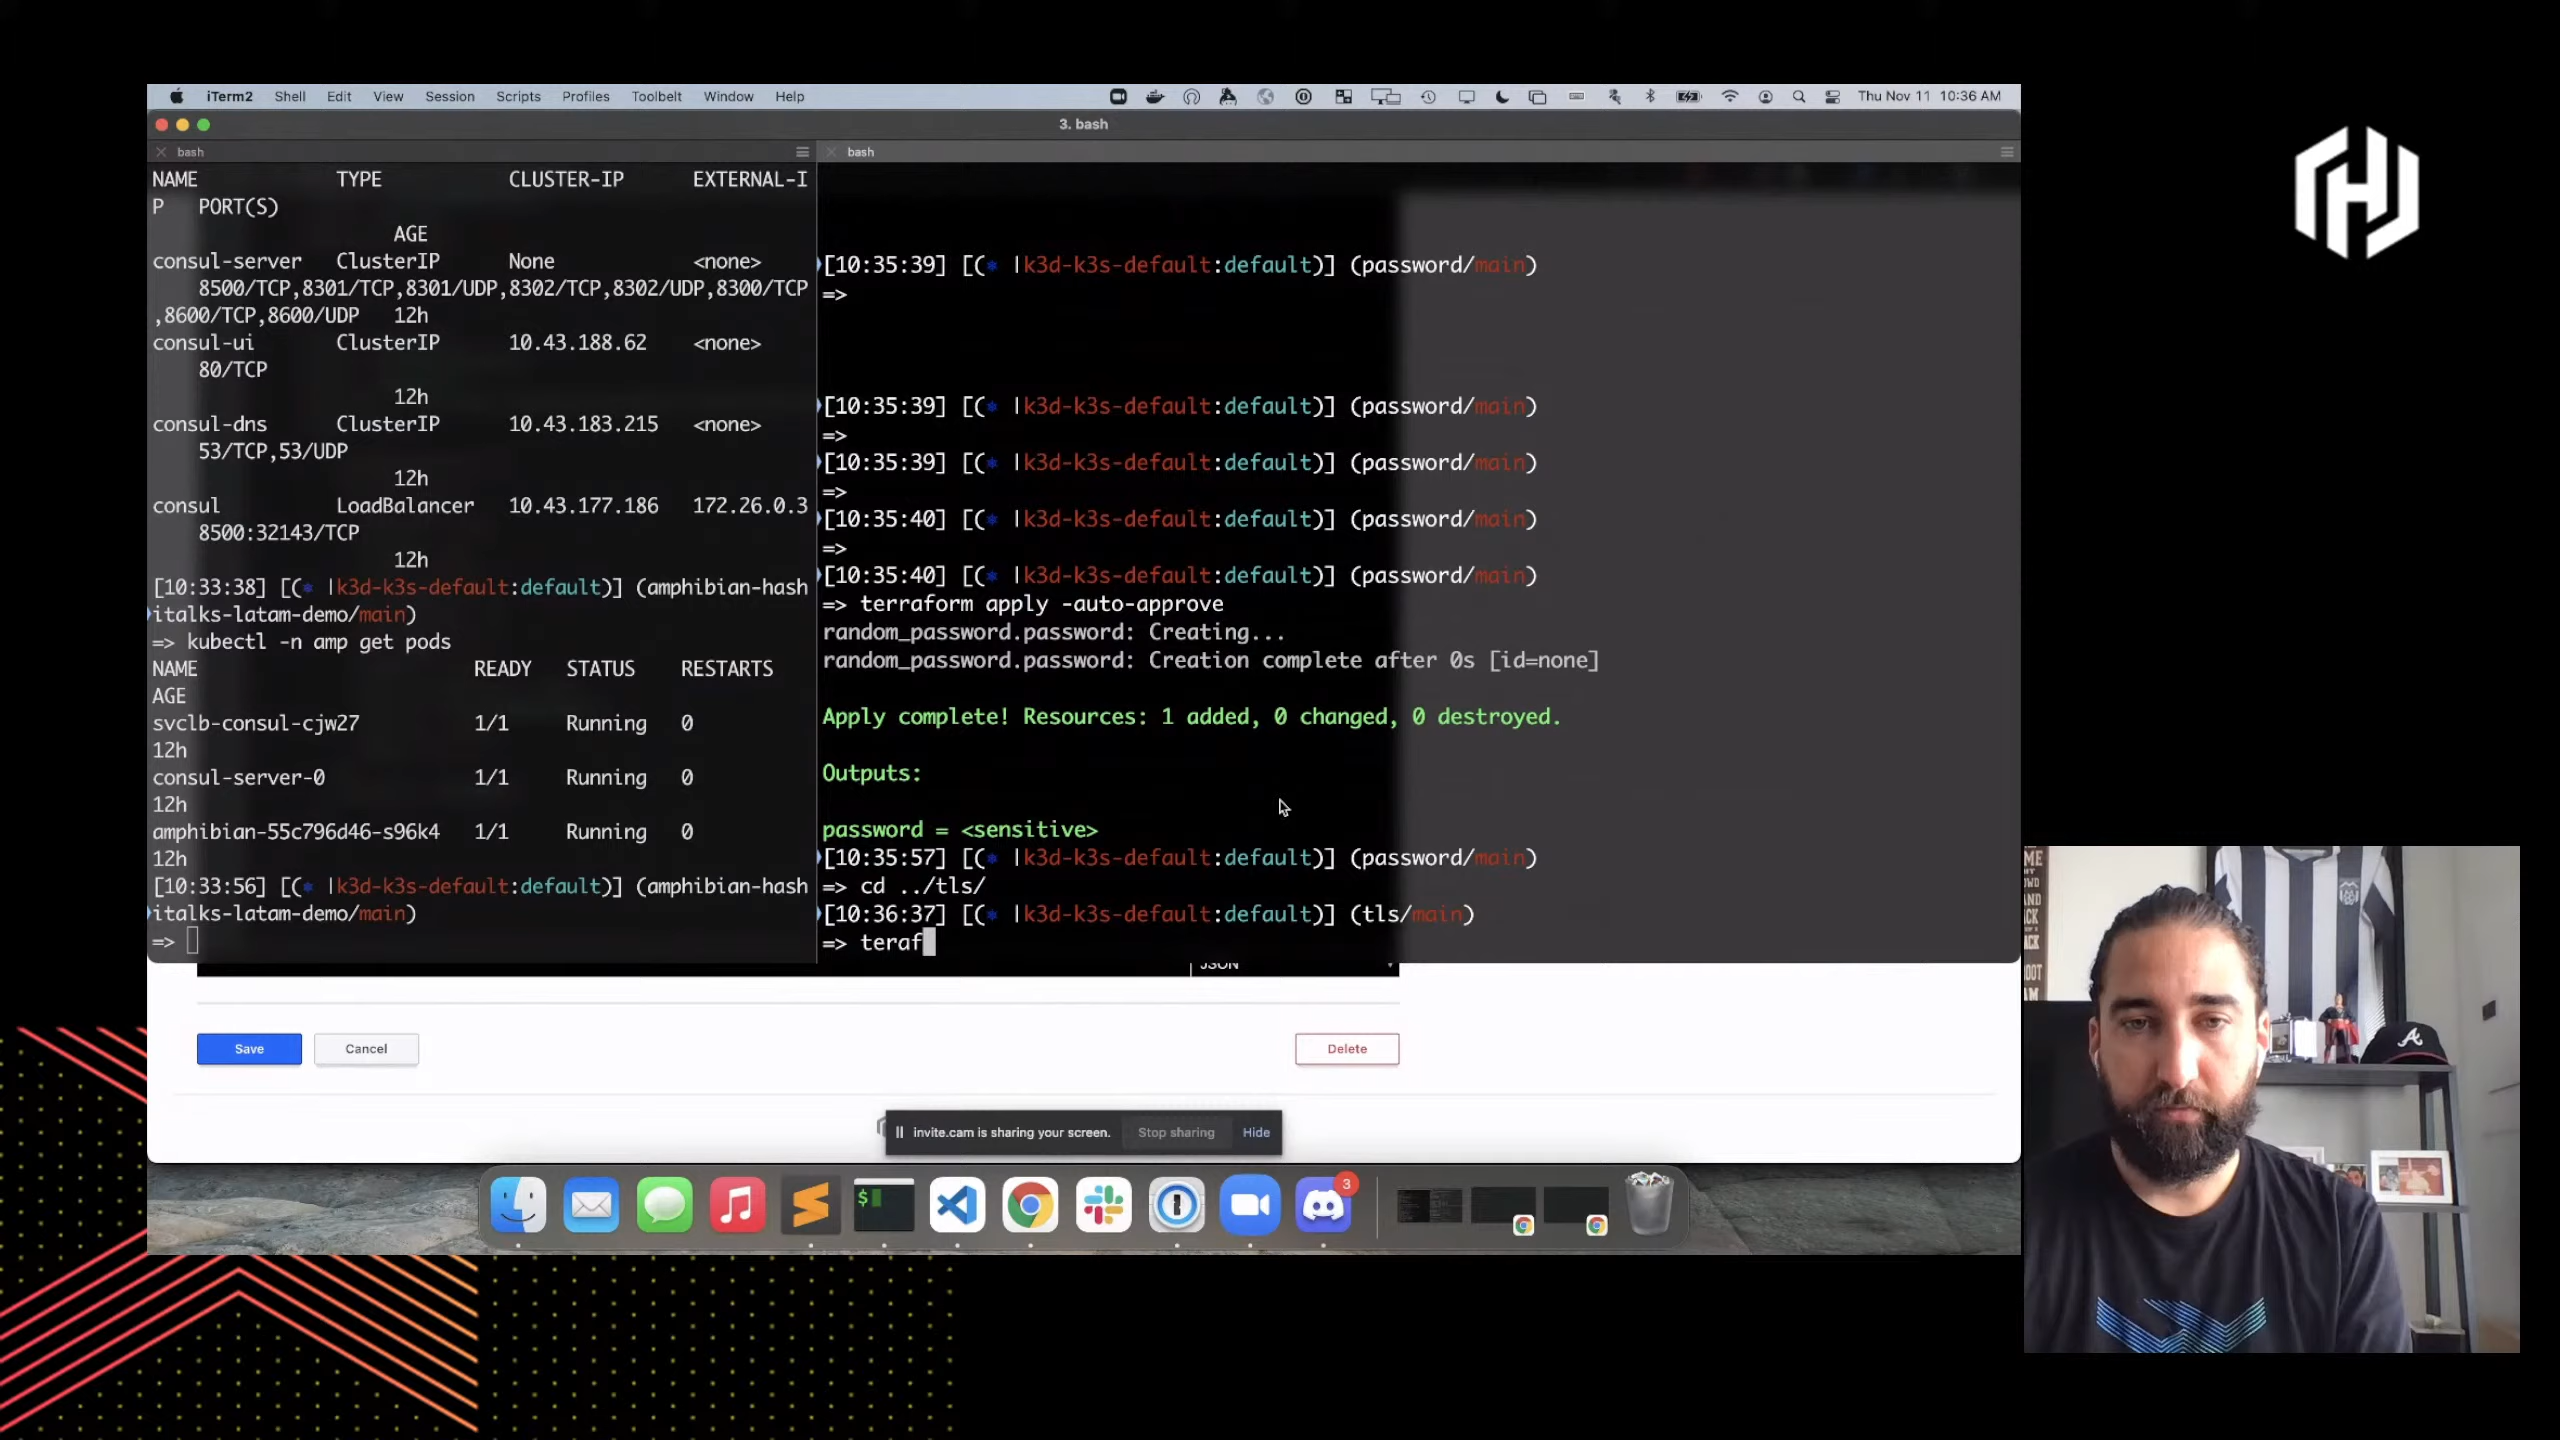 iTerm2 Shell Edit View Session Scripts Profiles Toolbelt Window Help
Thu Nov 11 10:36 AM
3. bash
bash
NAME TYPE CLUSTER-IP EXTERNAL-I
P PORT(S)
AGE
consul-server ClusterIP None <none>
8500/TCP,8301/TCP,8301/UDP,8302/TCP,8302/UDP,8300/TCP
,8600/TCP,8600/UDP 12h
consul-ui ClusterIP 10.43.188.62 <none>
80/TCP
12h
consul-dns ClusterIP 10.43.183.215 <none>
53/TCP,53/UDP
12h
consul LoadBalancer 10.43.177.186 172.26.0.3
8500:32143/TCP
12h
[10:33:38] [(⎈ |k3d-k3s-default:default)] (amphibian-hash
italks-latam-demo/main)
=> kubectl -n amp get pods
NAME READY STATUS RESTARTS
AGE
svclb-consul-cjw27 1/1 Running 0
12h
consul-server-0 1/1 Running 0
12h
amphibian-55c796d46-s96k4 1/1 Running 0
12h
[10:33:56] [(⎈ |k3d-k3s-default:default)] (amphibian-hash
italks-latam-demo/main)
=>
bash
[10:35:39] [(⎈ |k3d-k3s-default:default)] (password/main)
=>
[10:35:39] [(⎈ |k3d-k3s-default:default)] (password/main)
=>
[10:35:39] [(⎈ |k3d-k3s-default:default)] (password/main)
=>
[10:35:40] [(⎈ |k3d-k3s-default:default)] (password/main)
=>
[10:35:40] [(⎈ |k3d-k3s-default:default)] (password/main)
=> terraform apply -auto-approve
random_password.password: Creating...
random_password.password: Creation complete after 0s [id=none]
Apply complete! Resources: 1 added, 0 changed, 0 destroyed.
Outputs:
password = <sensitive>
[10:35:57] [(⎈ |k3d-k3s-default:default)] (password/main)
=> cd ../tls/
[10:36:37] [(⎈ |k3d-k3s-default:default)] (tls/main)
=> teraf
JSON
Save Cancel Delete
invite.cam is sharing your screen. Stop sharing Hide
3